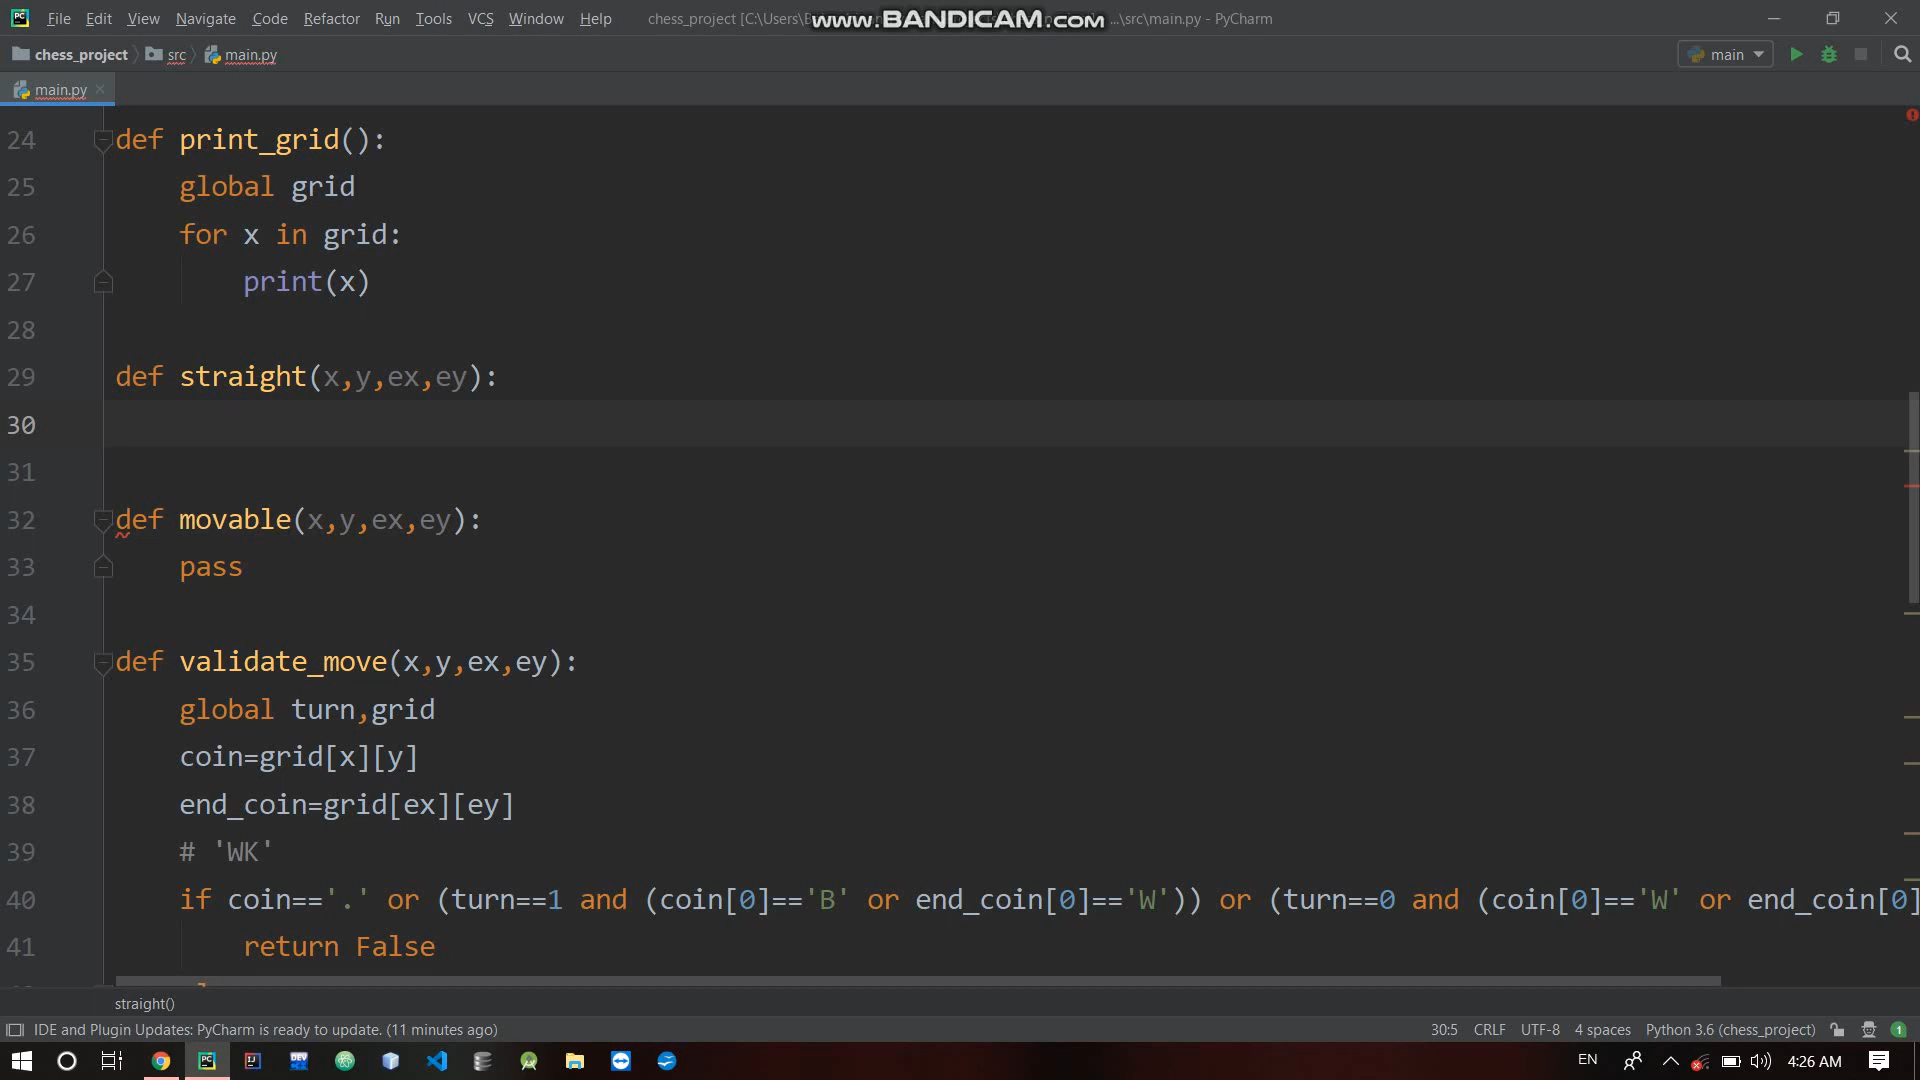 File Edit View Navigate Code Refactor Run Tools VCS Window Help chess_project [C:\Users\B ...\src\main.py - PyCharm
www.BANDICAM.com
chess_project src main.py main
main.py
24 def print_grid():
25 global grid
26 for x in grid:
27 print(x)
28
29 def straight(x,y,ex,ey):
30
31
32 def movable(x,y,ex,ey):
33 pass
34
35 def validate_move(x,y,ex,ey):
36 global turn,grid
37 coin=grid[x][y]
38 end_coin=grid[ex][ey]
39 # 'WK'
40 if coin=='.' or (turn==1 and (coin[0]=='B' or end_coin[0]=='W')) or (turn==0 and (coin[0]=='W' or end_coin[0]
41 return False
straight()
IDE and Plugin Updates: PyCharm is ready to update. (11 minutes ago) 30:5 CRLF UTF-8 4 spaces Python 3.6 (chess_project) 1
PC IJ DEV EN 4:26 AM